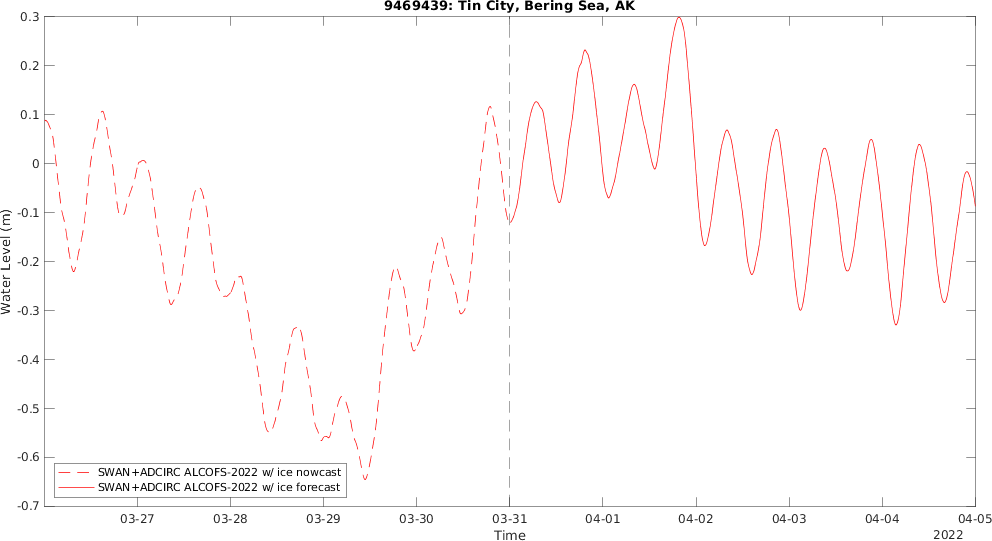 9469439: Tin City, Bering Sea, AK
0.3
0.2
0.1
0
-0.1
-0.2
-0.3
-0.4
-0.5
-0.6
-0.7
Water Level (m)
SWAN+ADCIRC ALCOFS-2022 w/ ice nowcast
SWAN+ADCIRC ALCOFS-2022 w/ ice forecast
03-27 03-28 03-29 03-30 03-31 04-01 04-02 04-03 04-04 04-05
Time
2022